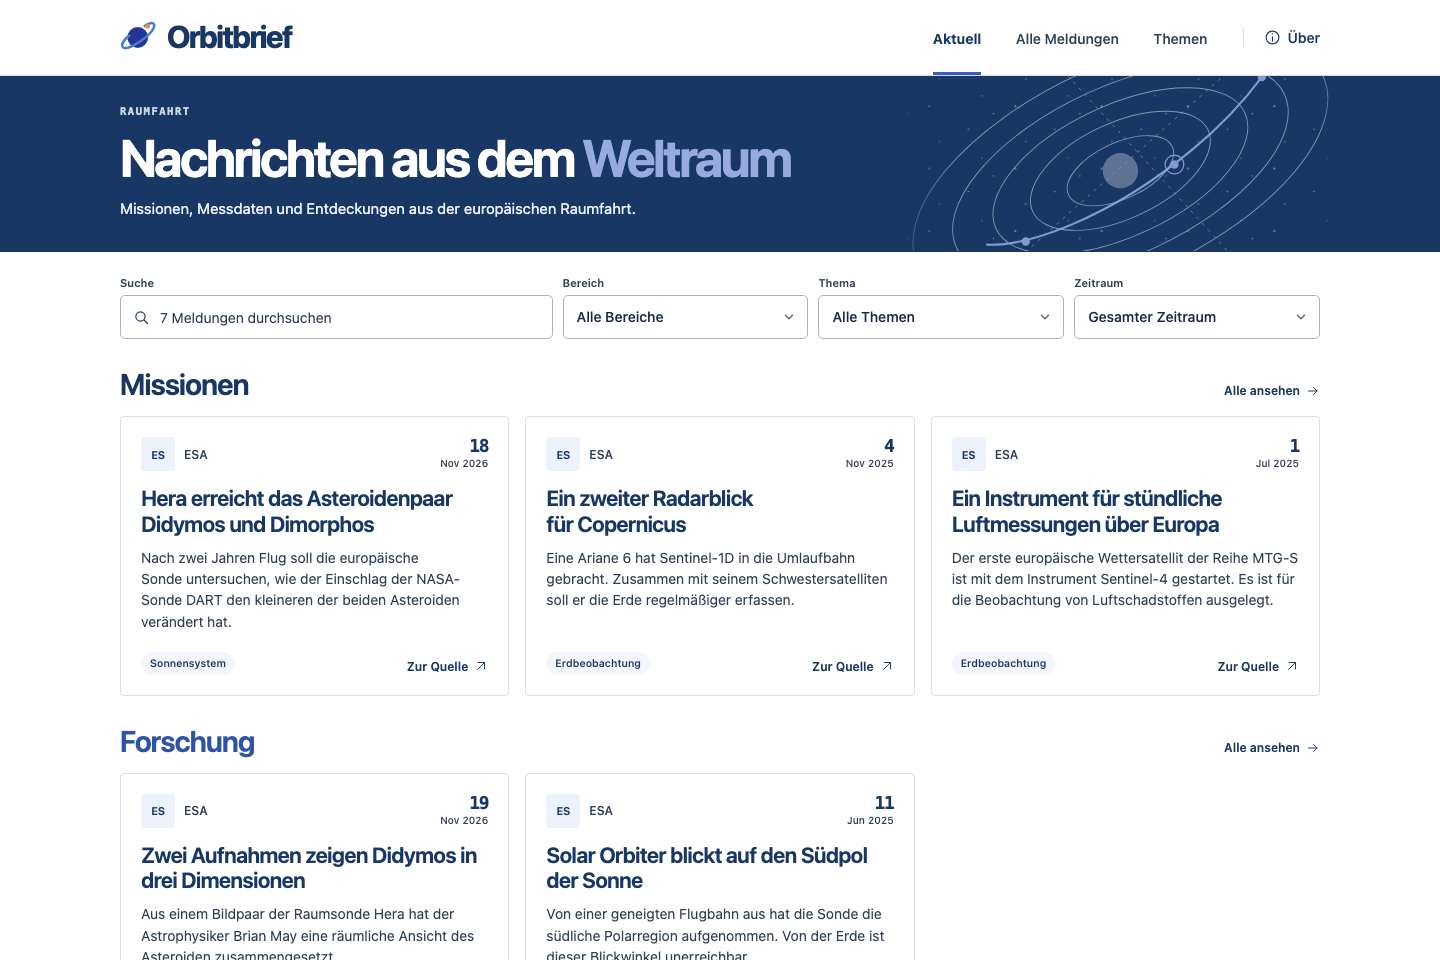 Orbitbrief
Aktuell
Alle Meldungen
Themen
Über
RAUMFAHRT
Nachrichten aus dem Weltraum
Missionen, Messdaten und Entdeckungen aus der europäischen Raumfahrt.
Suche
7 Meldungen durchsuchen
Bereich
Alle Bereiche
Thema
Alle Themen
Zeitraum
Gesamter Zeitraum
Missionen
Alle ansehen
ES
ESA
18
Nov 2026
Hera erreicht das Asteroidenpaar
Didymos und Dimorphos
Nach zwei Jahren Flug soll die europäische
Sonde untersuchen, wie der Einschlag der NASA-
Sonde DART den kleineren der beiden Asteroiden
verändert hat.
Sonnensystem
Zur Quelle
ES
ESA
4
Nov 2025
Ein zweiter Radarblick
für Copernicus
Eine Ariane 6 hat Sentinel-1D in die Umlaufbahn
gebracht. Zusammen mit seinem Schwestersatelliten
soll er die Erde regelmäßiger erfassen.
Erdbeobachtung
Zur Quelle
ES
ESA
1
Jul 2025
Ein Instrument für stündliche
Luftmessungen über Europa
Der erste europäische Wettersatellit der Reihe MTG-S
ist mit dem Instrument Sentinel-4 gestartet. Es ist für
die Beobachtung von Luftschadstoffen ausgelegt.
Erdbeobachtung
Zur Quelle
Forschung
Alle ansehen
ES
ESA
19
Nov 2026
Zwei Aufnahmen zeigen Didymos in
drei Dimensionen
Aus einem Bildpaar der Raumsonde Hera hat der
Astrophysiker Brian May eine räumliche Ansicht des
Asteroiden zusammengesetzt.
ES
ESA
11
Jun 2025
Solar Orbiter blickt auf den Südpol
der Sonne
Von einer geneigten Flugbahn aus hat die Sonde die
südliche Polarregion aufgenommen. Von der Erde ist
dieser Blickwinkel unerreichbar.